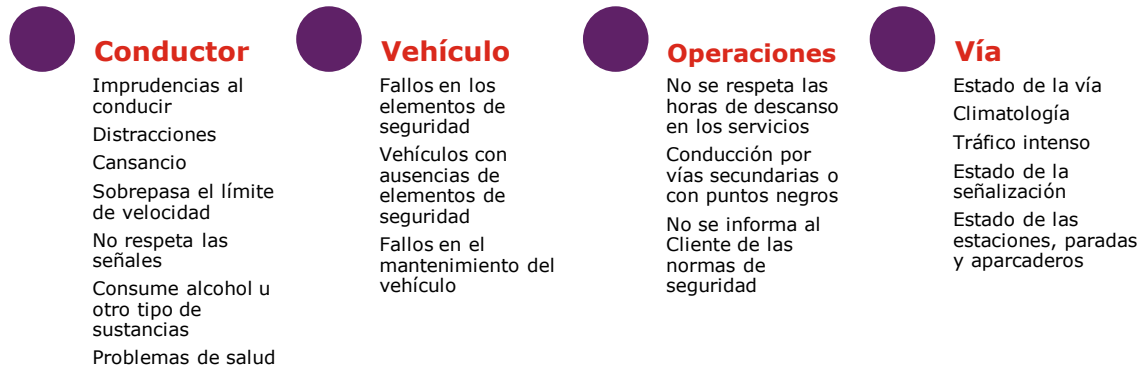 Conductor
Imprudencias al
conducir
Distracciones
Cansancio
Sobrepasa el límite
de velocidad
No respeta las
señales
Consume alcohol u
otro tipo de
sustancias
Problemas de salud
Vehículo
Fallos en los
elementos de
seguridad
Vehículos con
ausencias de
elementos de
seguridad
Fallos en el
mantenimiento del
vehículo
Operaciones
No se respeta las
horas de descanso
en los servicios
Conducción por
vías secundarias o
con puntos negros
No se informa al
Cliente de las
normas de
seguridad
Vía
Estado de la vía
Climatología
Tráfico intenso
Estado de la
señalización
Estado de las
estaciones, paradas
y aparcaderos